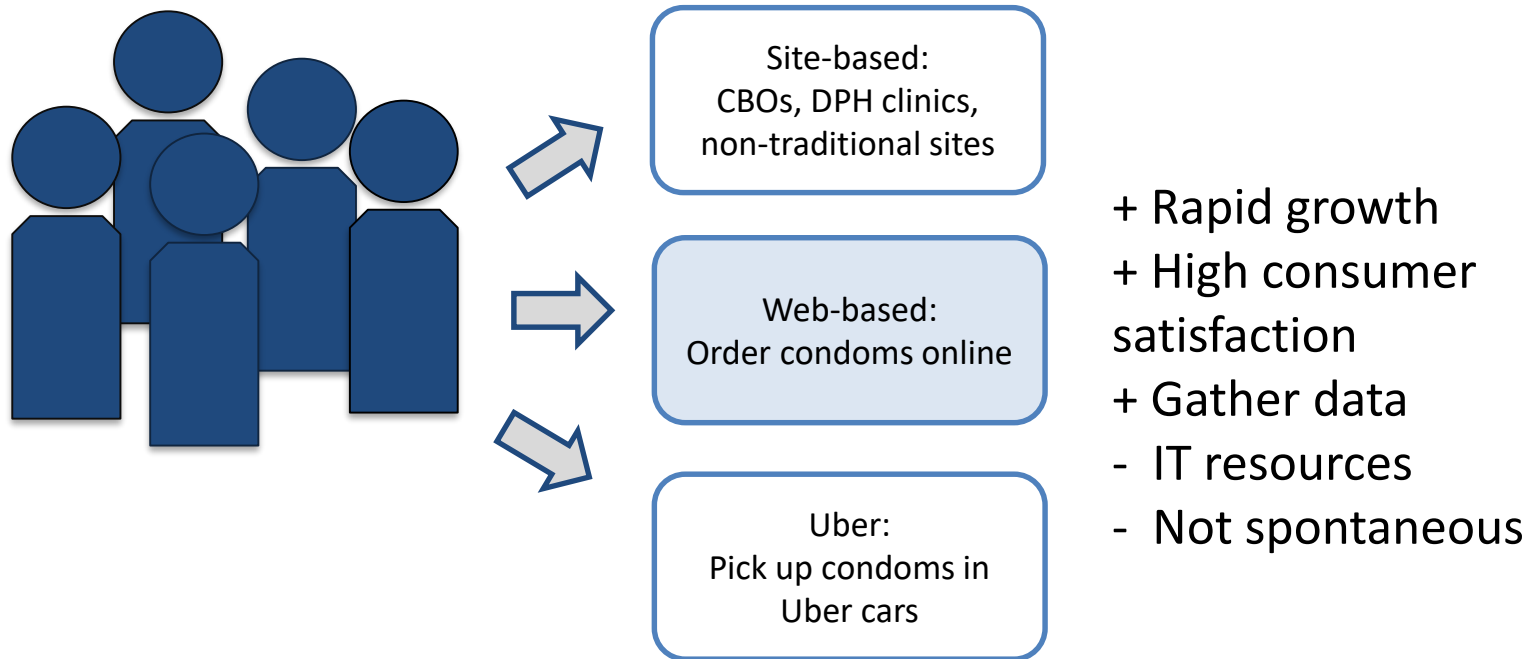 Site-based:
CBOs, DPH clinics,
non-traditional sites
Web-based:
Order condoms online
Uber:
Pick up condoms in
Uber cars
+ Rapid growth
+ High consumer
satisfaction
+ Gather data
- IT resources
- Not spontaneous